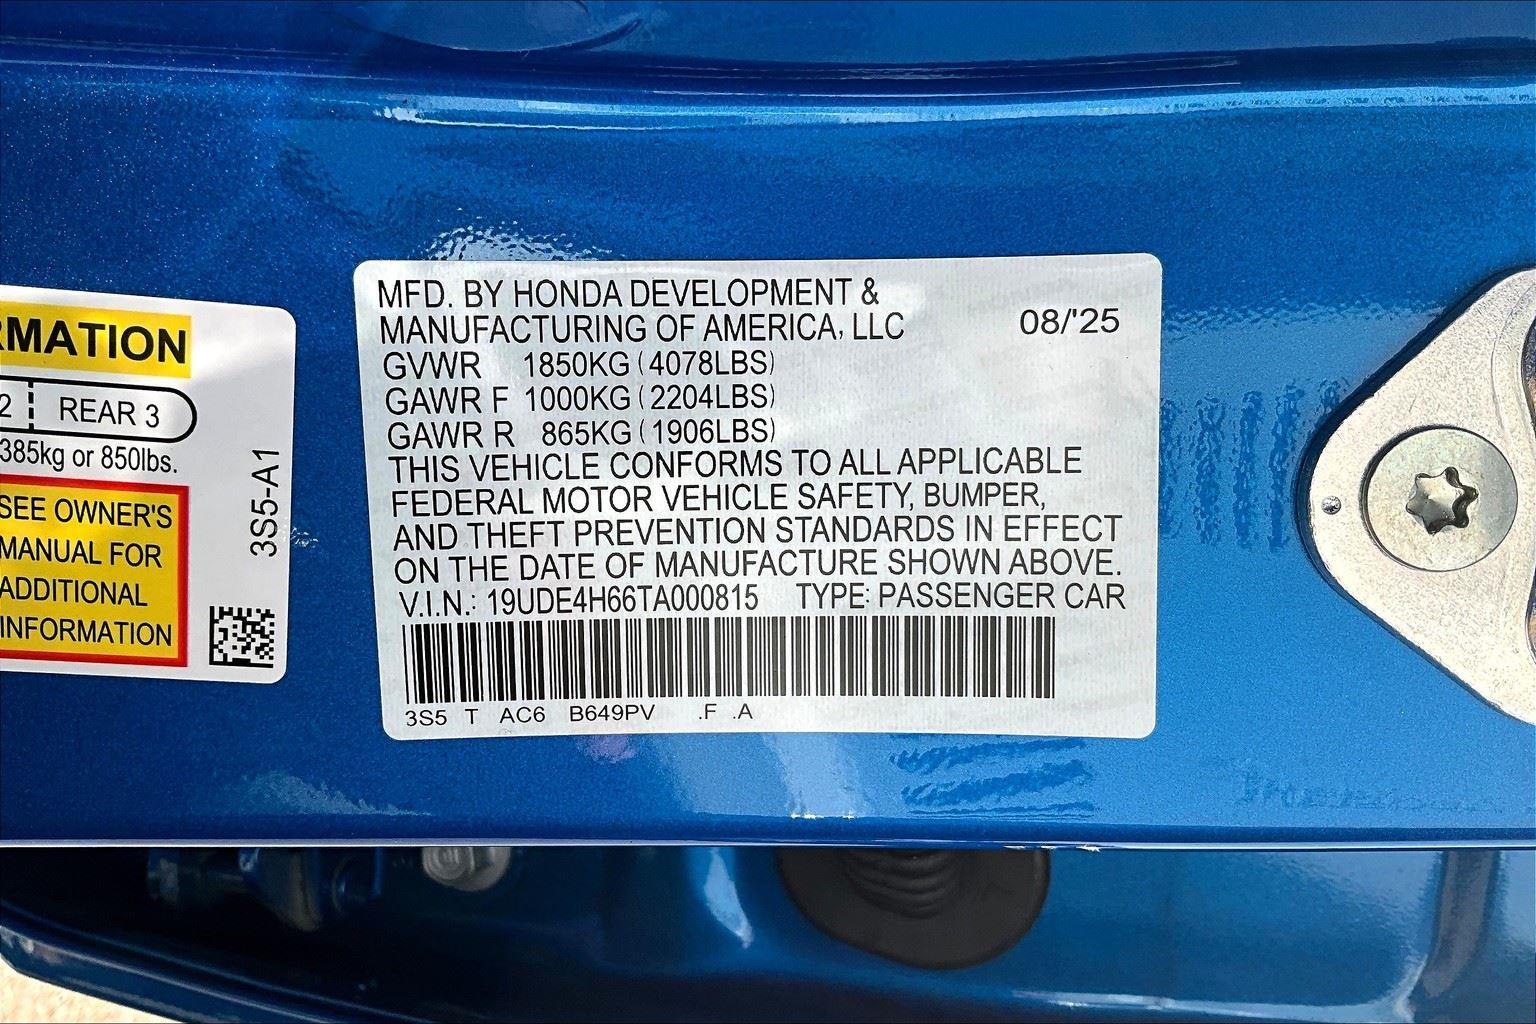 RMATION
2 REAR 3
385kg or 850lbs.
SEE OWNER'S
MANUAL FOR
ADDITIONAL
INFORMATION
3S5-A1
MFD. BY HONDA DEVELOPMENT &
MANUFACTURING OF AMERICA, LLC 08/'25
GVWR 1850KG (4078LBS)
GAWR F 1000KG (2204LBS)
GAWR R 865KG (1906LBS)
THIS VEHICLE CONFORMS TO ALL APPLICABLE
FEDERAL MOTOR VEHICLE SAFETY, BUMPER,
AND THEFT PREVENTION STANDARDS IN EFFECT
ON THE DATE OF MANUFACTURE SHOWN ABOVE.
V.I.N.: 19UDE4H66TA000815 TYPE: PASSENGER CAR
3S5 T AC6 B649PV .F .A